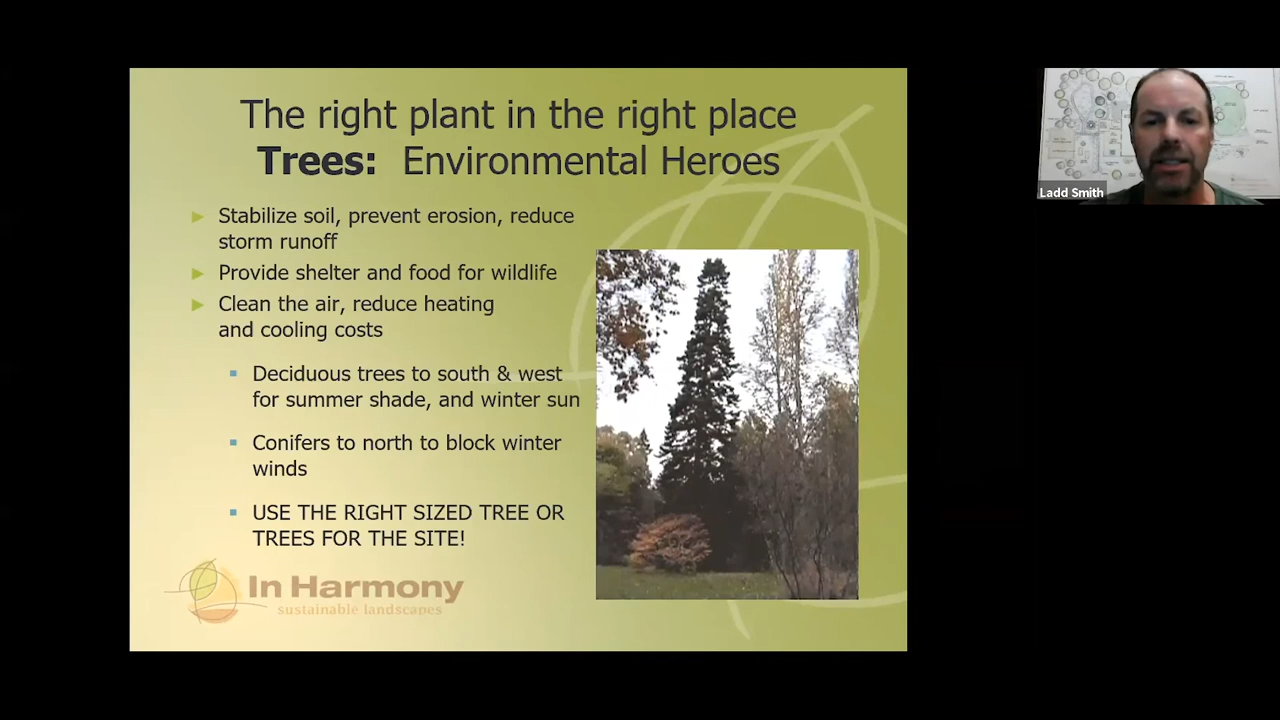 The right plant in the right place
Trees: Environmental Heroes
Stabilize soil, prevent erosion, reduce
storm runoff
Provide shelter and food for wildlife
Clean the air, reduce heating
and cooling costs
Deciduous trees to south & west
for summer shade, and winter sun
Conifers to north to block winter
winds
USE THE RIGHT SIZED TREE OR
TREES FOR THE SITE!
In Harmony
sustainable landscapes
Ladd Smith